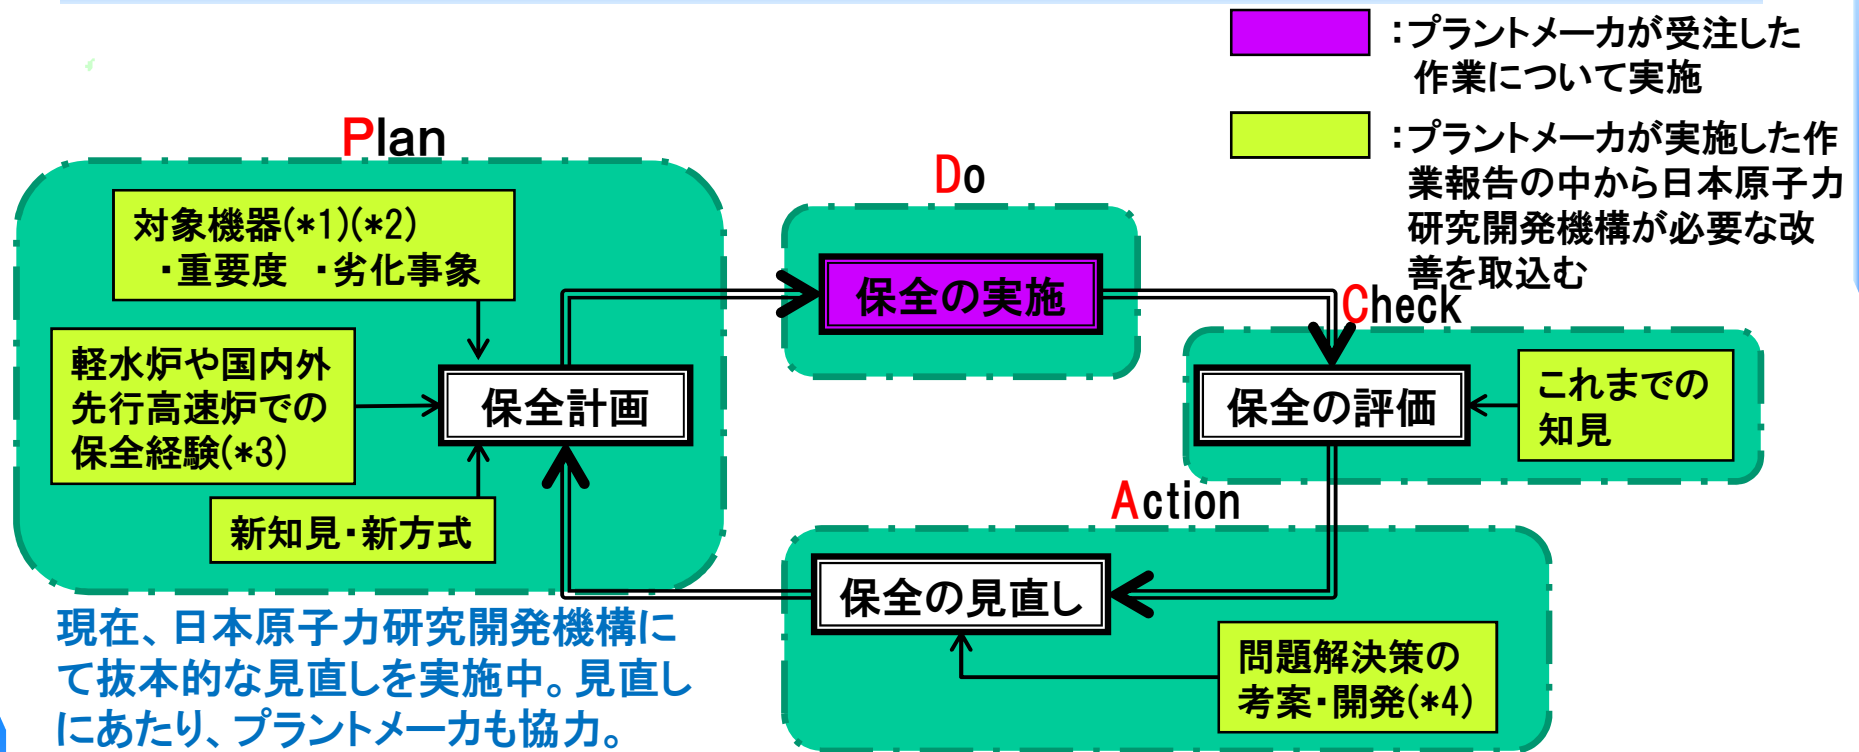 ：プラントメーカが受注した
作業について実施
：プラントメーカが実施した作
業報告の中から日本原子力
研究開発機構が必要な改
善を取込む
Plan
対象機器(*1)(*2)
・重要度　・劣化事象
軽水炉や国内外
先行高速炉での
保全経験(*3)
新知見・新方式
保全計画
Do
保全の実施
Check
保全の評価
これまでの
知見
Action
保全の見直し
問題解決策の
考案・開発(*4)
現在、日本原子力研究開発機構に
て抜本的な見直しを実施中。見直し
にあたり、プラントメーカも協力。